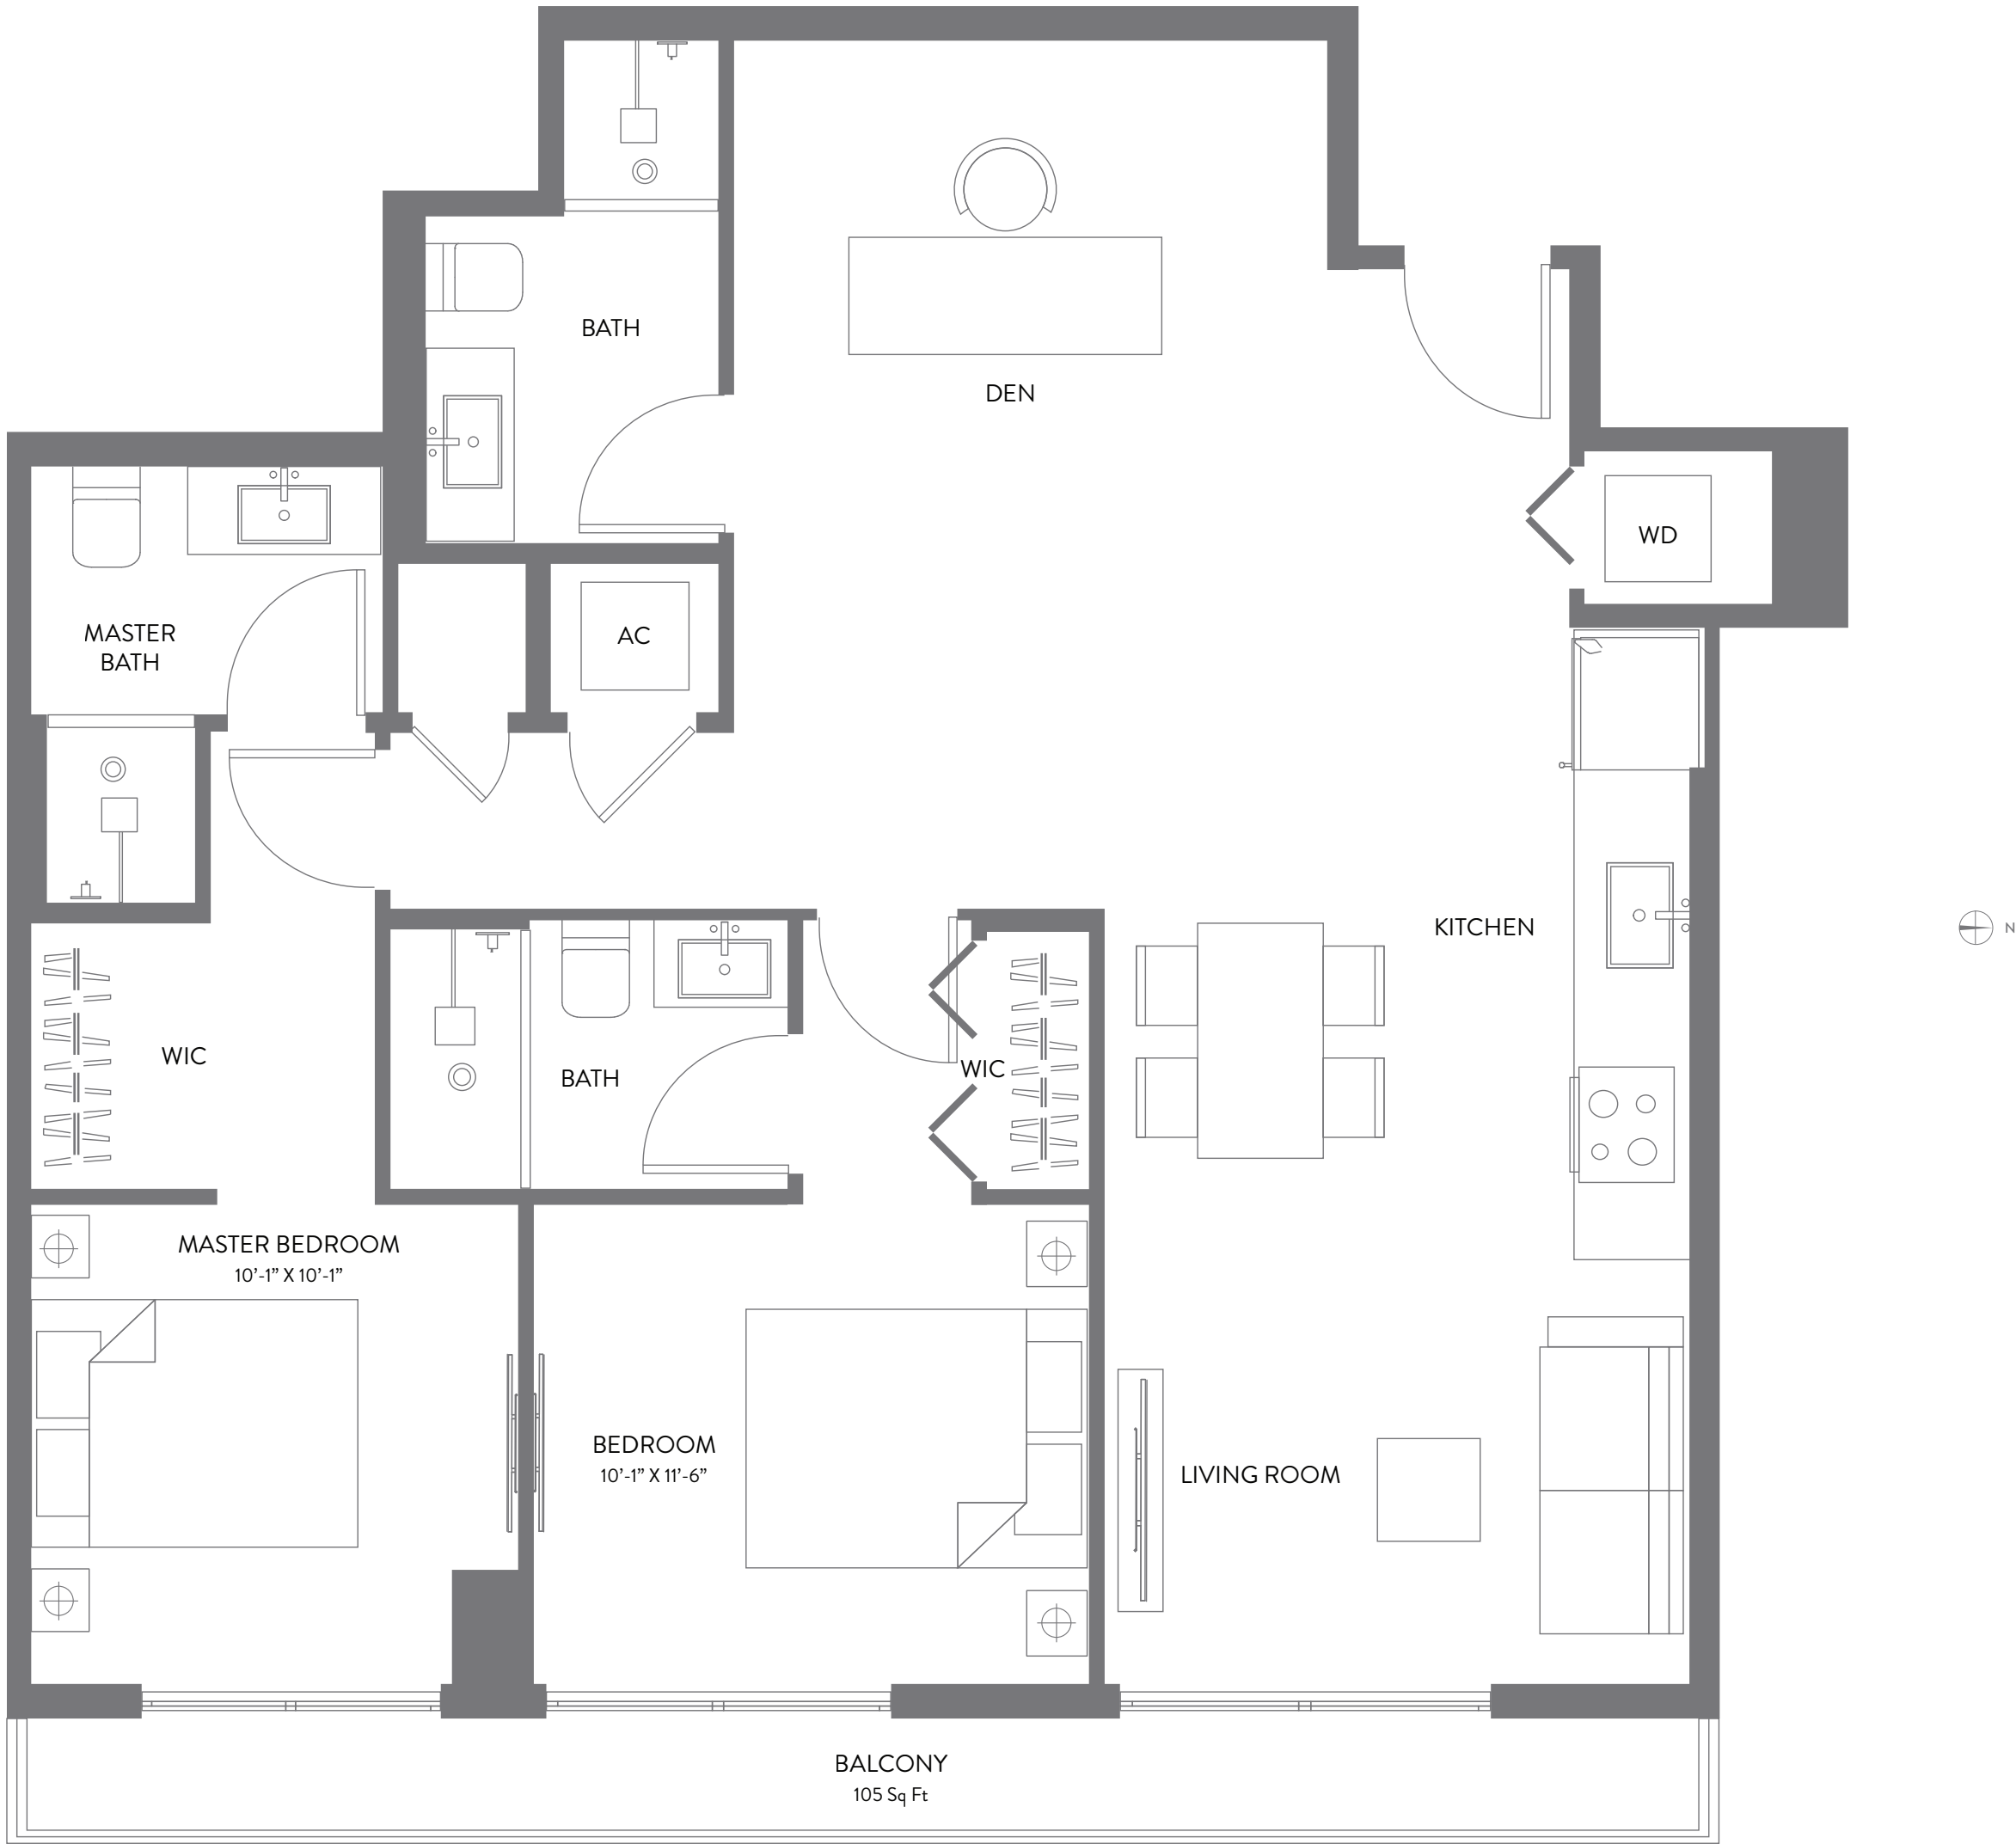 BATH
DEN
WD
MASTER
BATH
AC
KITCHEN
N
WIC
WIC
BATH
MASTER BEDROOM
10’-1” X 10’-1”
BEDROOM
10’-1” X 11’-6”
LIVING ROOM
BALCONY
105 Sq Ft